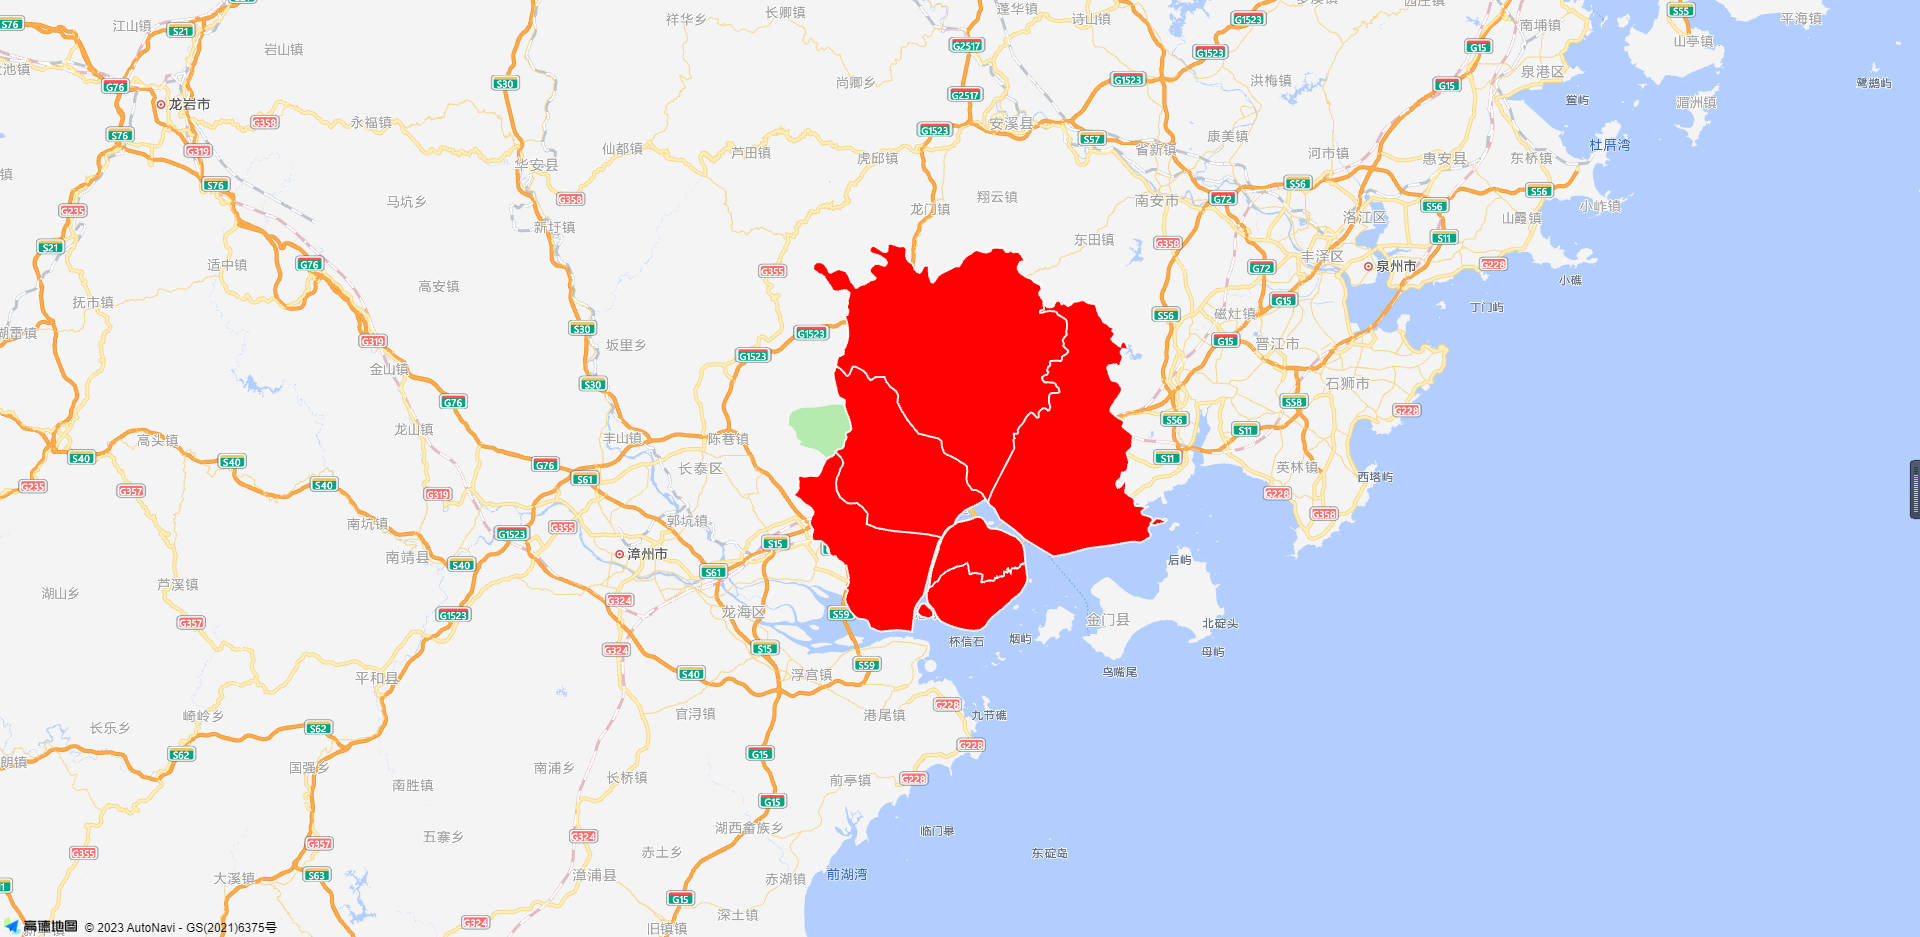 蓬华镇
诗山镇
长卿镇
祥华乡
江山镇
S76
S21
G1523
S55
平海镇
南埔镇
山亭镇
岩山镇
G2517
G1523
G15
尚卿乡
G1523
洪梅镇
G15
泉港区
鹭鹚屿
S30
G76
G2517
湄洲镇
龙岩市
永福镇
G358
安溪县
G1523
S57
康美镇
杜厝湾
S76
G319
仙都镇
芦田镇
虎邱镇
省新镇
河市镇
惠安县
东桥镇
华安县
S76
S56
S56
马坑乡
G358
翔云镇
南安市
G72
S56
小岞镇
G235
龙门镇
洛江区
山霞镇
新圩镇
东田镇
G358
S11
S21
适中镇
G76
G355
丰泽区
G72
泉州市
G228
小礁
高安镇
抚市镇
G15
丁门屿
S56
磁灶镇
S30
G1523
G319
坂里乡
G15
晋江市
G1523
金山镇
S30
石狮市
G76
G228
S58
龙山镇
S56
S11
高头镇
丰山镇
陈巷镇
S40
S40
G76
长泰区
S11
英林镇
S61
西塔屿
G235
G357
S40
G319
G228
G358
南坑镇
郭坑镇
G355
G1523
S15
南靖县
漳州市
S40
S61
后屿
芦溪镇
湖山乡
G324
G1523
龙海区
S59
金门县
G357
北碇头
烟屿
杯信石
G324
S15
母屿
S59
鸟嘴尾
S40
浮宫镇
平和县
G228
崎岭乡
官浔镇
港尾镇
九节礁
长乐乡
S62
G228
S62
G15
国强乡
南浦乡
长桥镇
前亭镇
G228
南胜镇
G15
五寨乡
G324
湖西畲族乡
临门皋
G357
G355
赤土乡
东碇岛
大溪镇
S63
漳浦县
赤湖镇
前湖湾
G15
深土镇
G324
旧镇镇
高德地图 © 2023 AutoNavi - GS(2021)6375号